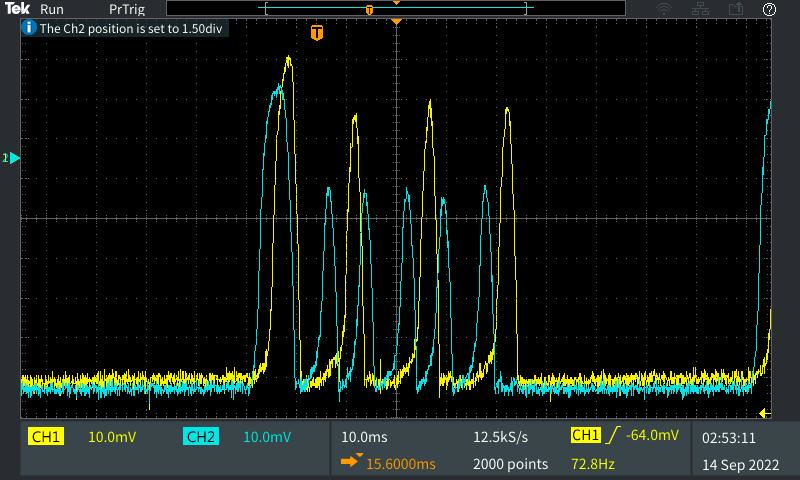 Tek Run PrTrig T ?
i The Ch2 position is set to 1.50div
T
CH1 10.0mV CH2 10.0mV 10.0ms 12.5kS/s CH1 -64.0mV 02:53:11
15.6000ms 2000 points 72.8Hz 14 Sep 2022